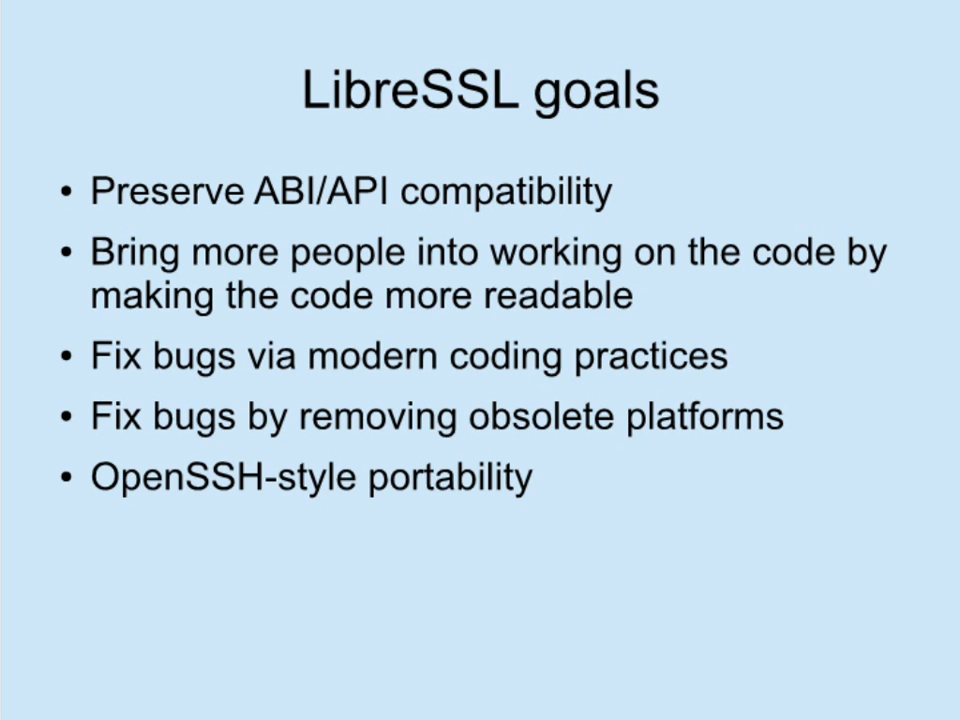 LibreSSL goals
• Preserve ABI/API compatibility
• Bring more people into working on the code by
making the code more readable
• Fix bugs via modern coding practices
• Fix bugs by removing obsolete platforms
• OpenSSH-style portability